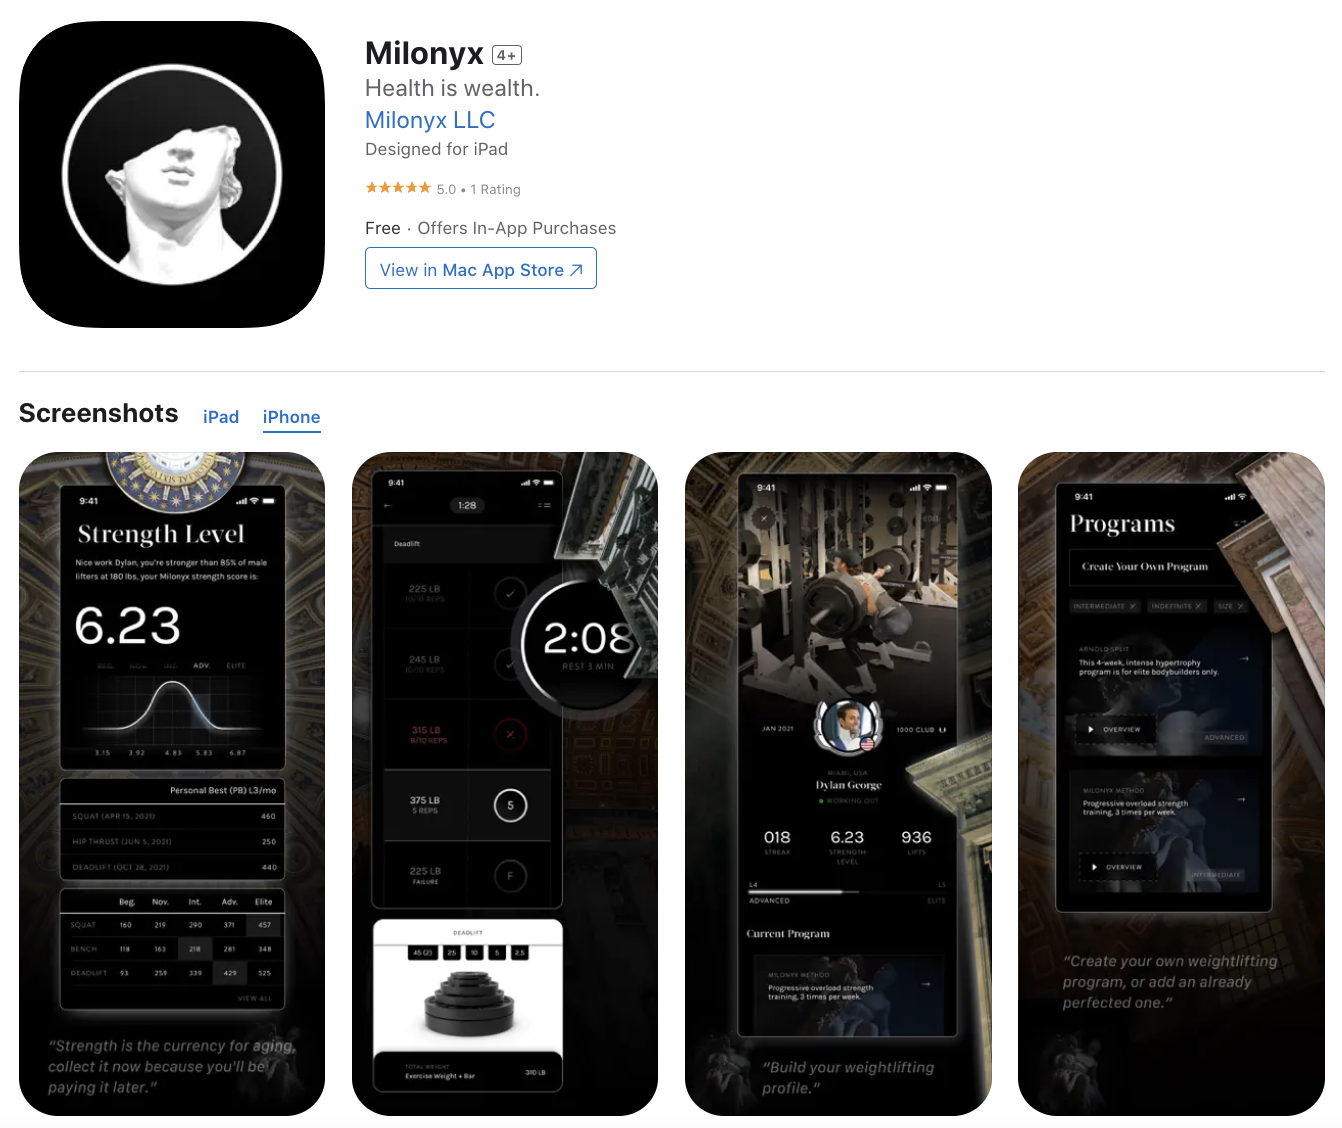 Milonyx 4+
Health is wealth.
Milonyx LLC
Designed for iPad
5.0 • 1 Rating
Free · Offers In-App Purchases
View in Mac App Store
Screenshots iPad iPhone
9:41
Strength Level
Nice work Dylan, you're stronger than 85% of male
lifters at 180 lbs, your Milonyx strength score is:
6.23
ADV. ELITE
3.15 3.92 4.83 5.83 6.87
Personal Best (PB) L3/mo
SQUAT (APR 15, 2021) 460
HIP THRUST (JUN 5, 2021) 250
DEADLIFT (OCT 28, 2021) 440
Beg. Nov. Int. Adv. Elite
SQUAT 160 219 290 371 457
BENCH 118 163 218 281 348
DEADLIFT 93 259 339 429 525
VIEW ALL
“Strength is the currency for aging,
collect it now because you'll be
paying it later.”
9:41
1:28
Deadlift
225 LB
10/10 REPS
245 LB
10/10 REPS
315 LB
8/10 REPS
375 LB
5 REPS
5
225 LB
FAILURE
F
2:08
REST 3 MIN
DEADLIFT
45 (2) 25 10 5 2.5
TOTAL WEIGHT
Exercise Weight + Bar 310 LB
9:41
EDIT
JAN 2021
1000 CLUB
MIAMI, USA
Dylan George
WORKING OUT
018 6.23 936
STREAK STRENGTH LEVEL LIFTS
L4 L5
ADVANCED ELITE
Current Program
MILONYX METHOD
Progressive overload strength
training, 3 times per week.
“Build your weightlifting
profile.”
9:41
Programs
Create Your Own Program
INTERMEDIATE INDEFINITE SIZE
ARNOLD SPLIT
This 4-week, intense hypertrophy
program is for elite bodybuilders only.
OVERVIEW
ADVANCED
MILONYX METHOD
Progressive overload strength
training, 3 times per week.
OVERVIEW
INTERMEDIATE
“Create your own weightlifting
program, or add an already
perfected one.”